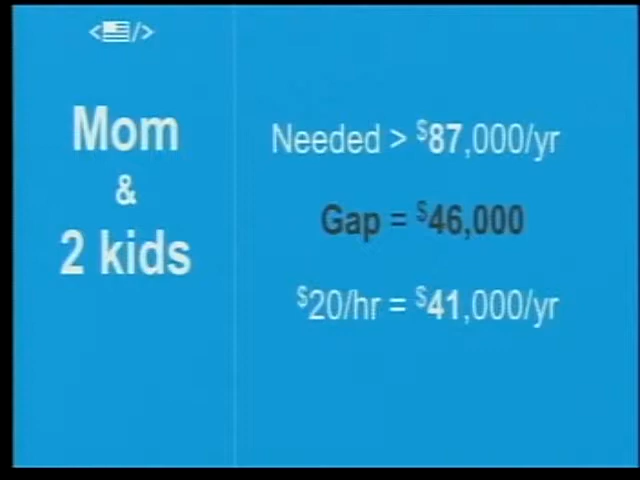 </>
Mom
&
2 kids
Needed > $87,000/yr
Gap = $46,000
$20/hr = $41,000/yr